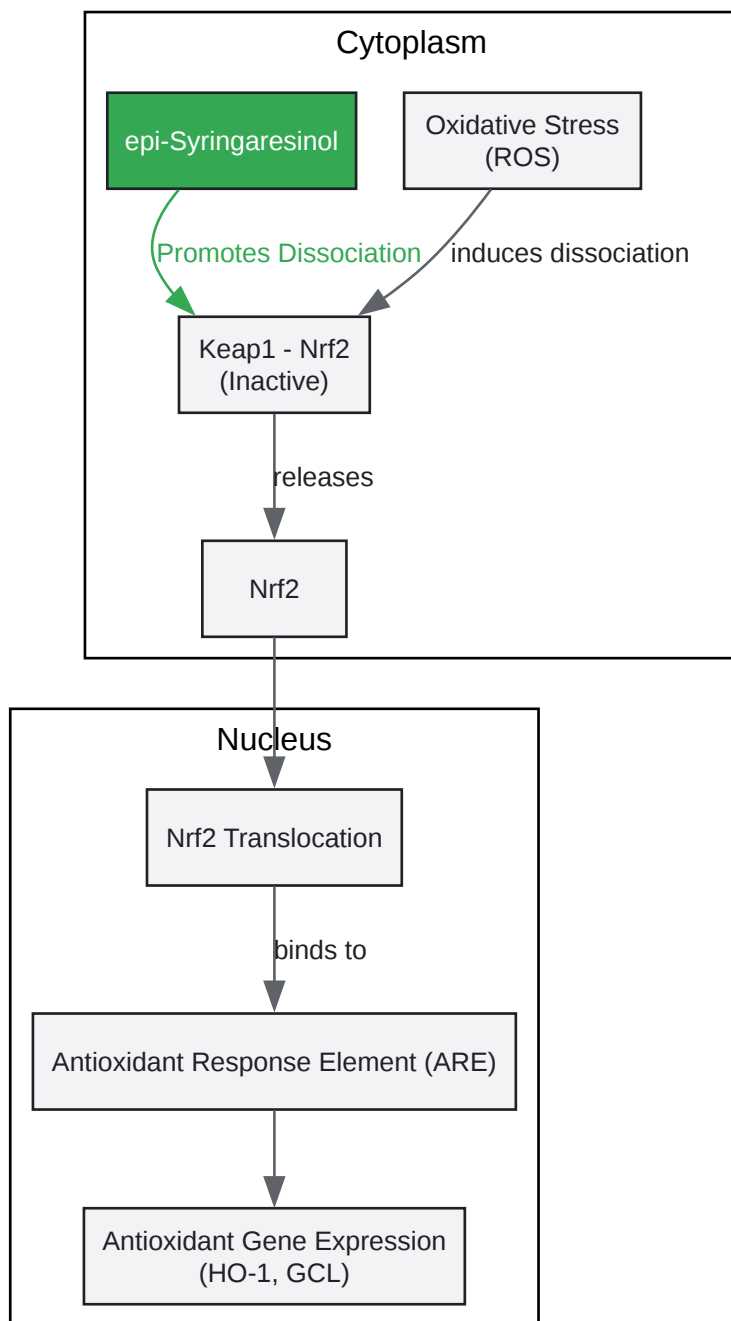 Cytoplasm
epi-Syringaresinol
Oxidative Stress
(ROS)
Promotes Dissociation
induces dissociation
Keap1 - Nrf2
(Inactive)
releases
Nrf2
Nucleus
Nrf2 Translocation
binds to
Antioxidant Response Element (ARE)
Antioxidant Gene Expression
(HO-1, GCL)